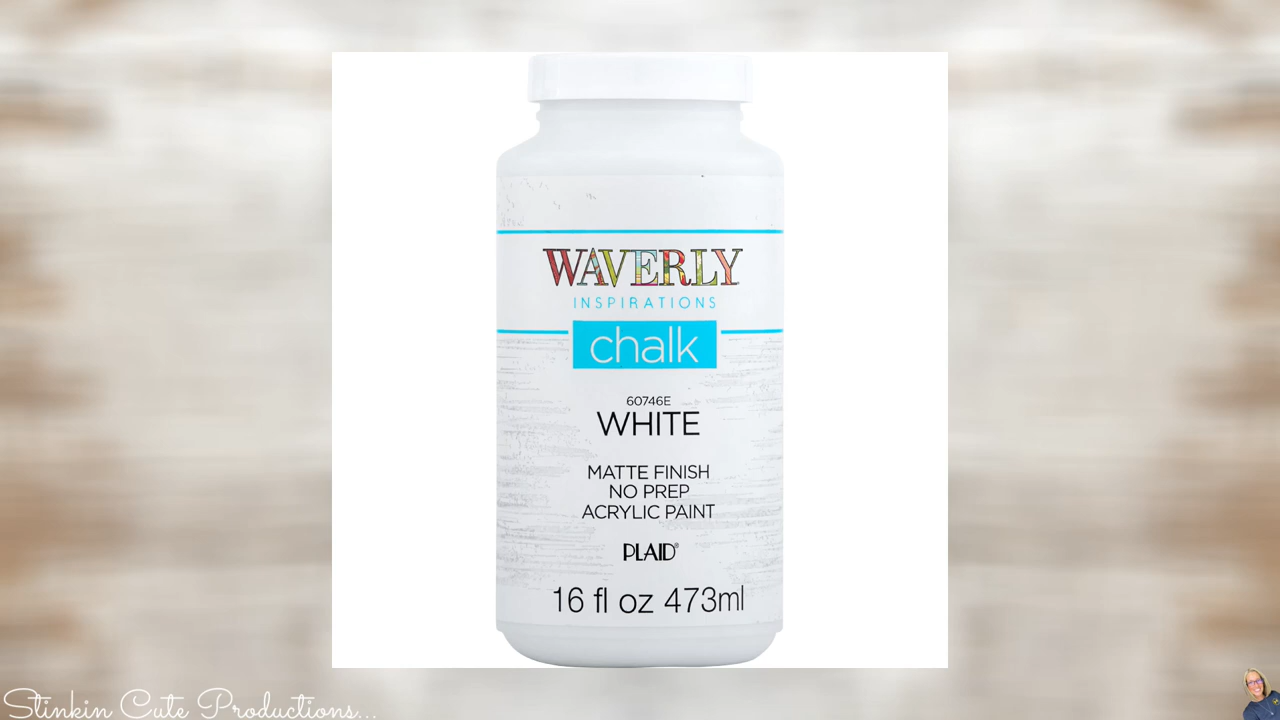 WAVERLY
INSPIRATIONS
chalk
60746E
WHITE
MATTE FINISH
NO PREP
ACRYLIC PAINT
PLAID®
16 fl oz 473ml
Stinkin Cute Productions...